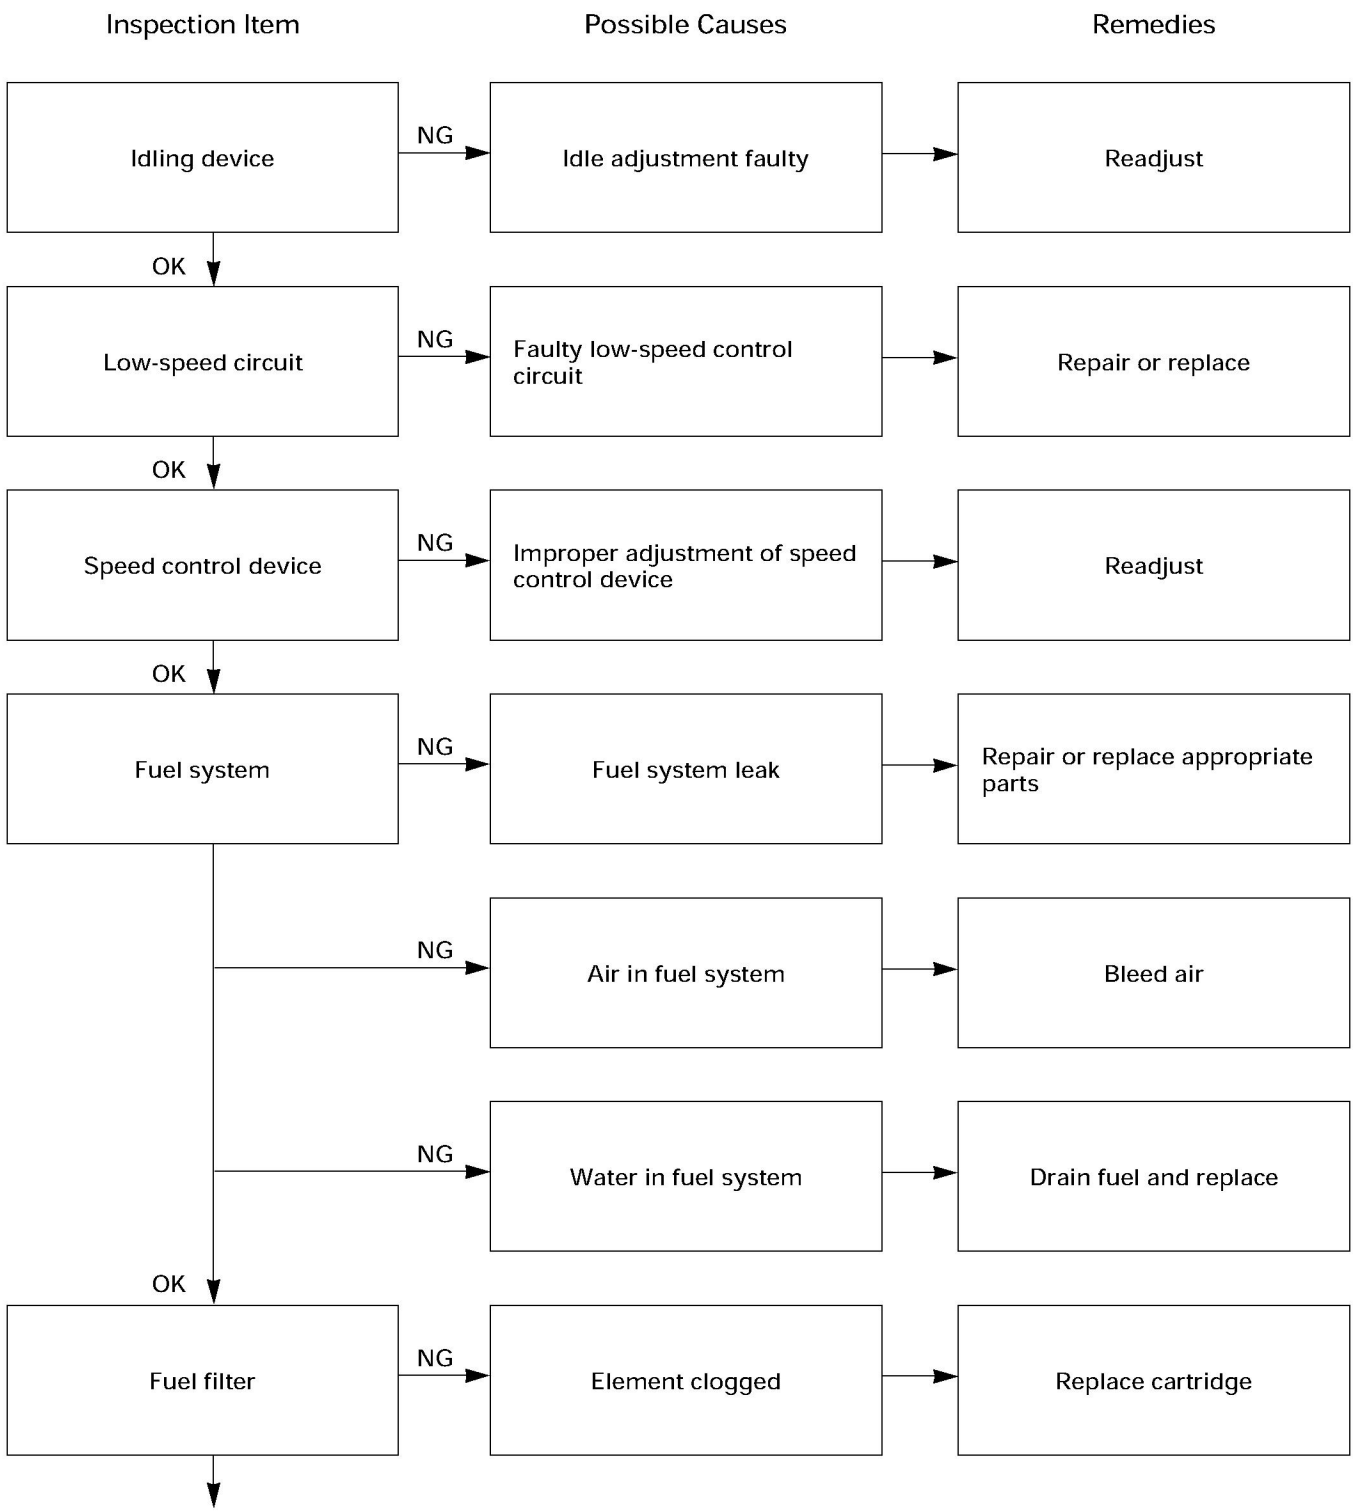 Inspection Item
Possible Causes
Remedies
Idling device
NG
Idle adjustment faulty
Readjust
OK
Low-speed circuit
NG
Faulty low-speed control
circuit
Repair or replace
OK
Speed control device
NG
Improper adjustment of speed
control device
Readjust
OK
Fuel system
NG
Fuel system leak
Repair or replace appropriate
parts
NG
Air in fuel system
Bleed air
NG
Water in fuel system
Drain fuel and replace
OK
Fuel filter
NG
Element clogged
Replace cartridge